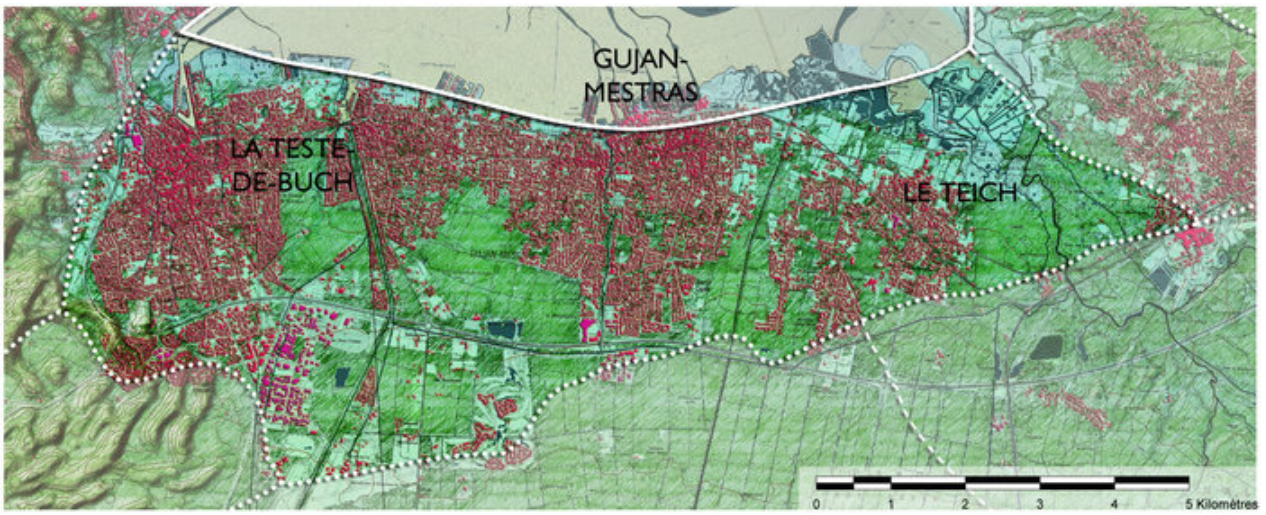 GUJAN-
MESTRAS
LA TESTE-
DE-BUCH
LE TEICH
0 1 2 3 4 5 Kilomètres